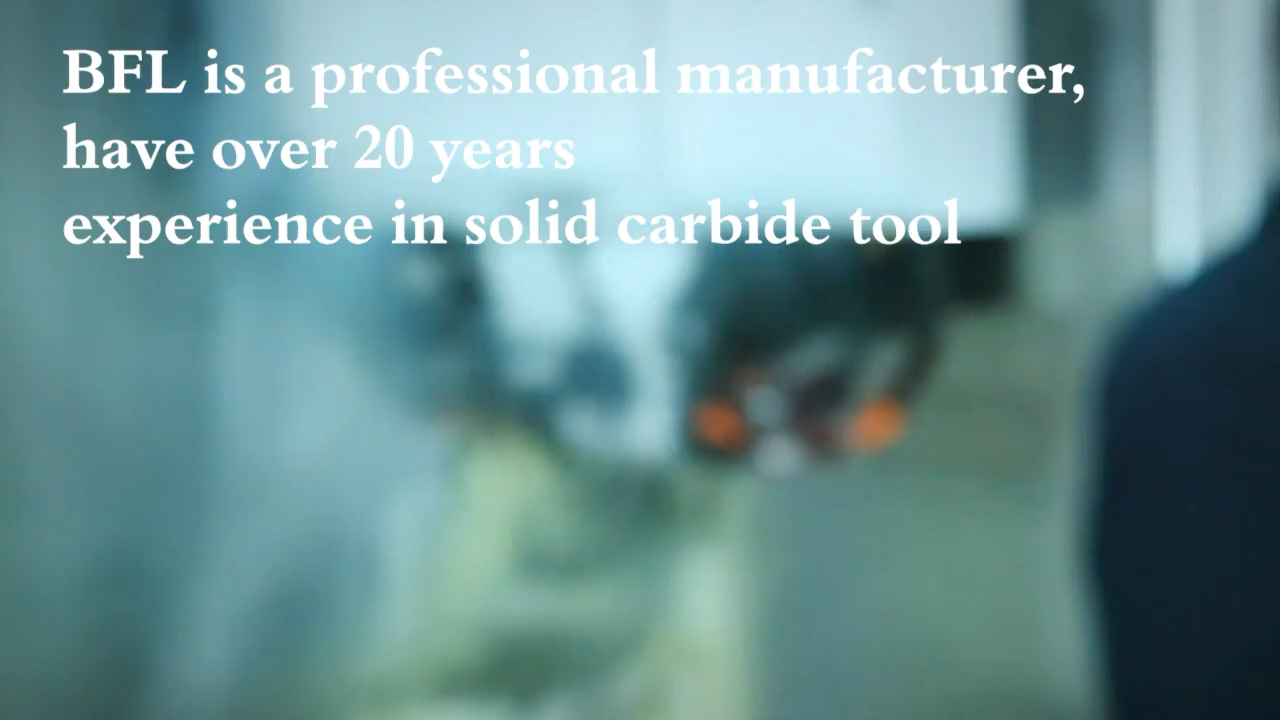 BFL is a professional manufacturer,
have over 20 years
experience in solid carbide tool